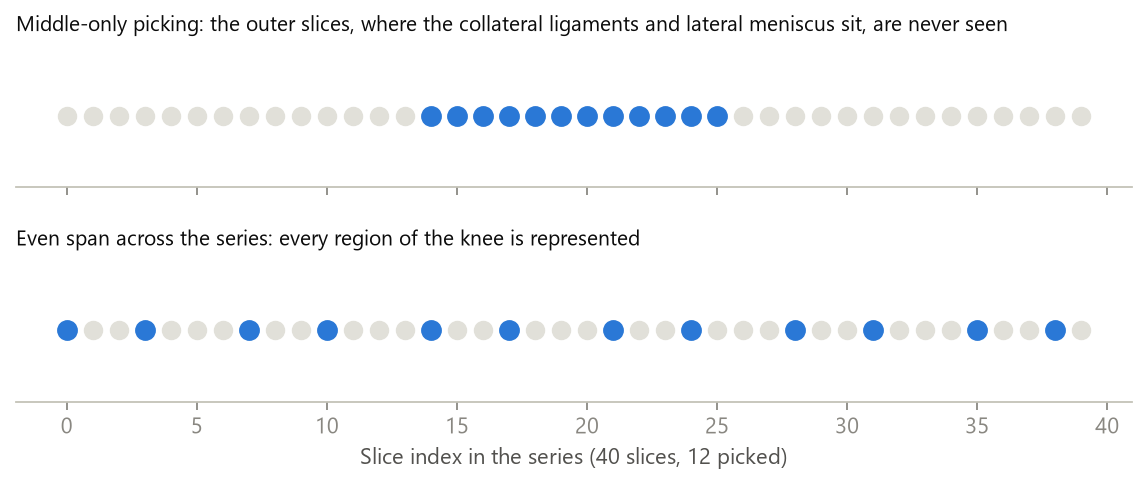 Middle-only picking: the outer slices, where the collateral ligaments and lateral meniscus sit, are never seen
Even span across the series: every region of the knee is represented
0 5 10 15 20 25 30 35 40
Slice index in the series (40 slices, 12 picked)